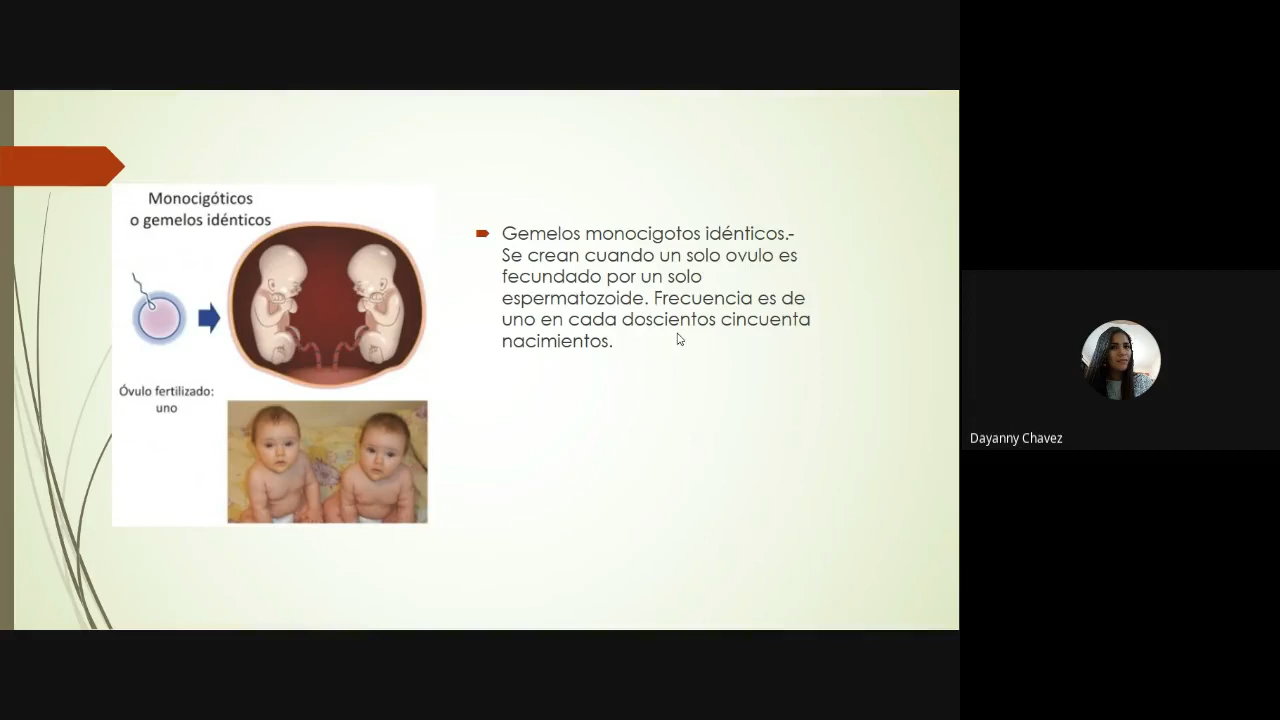 Monocigóticos
o gemelos idénticos
Óvulo fertilizado:
uno
Gemelos monocigotos idénticos.-
Se crean cuando un solo ovulo es
fecundado por un solo
espermatozoide. Frecuencia es de
uno en cada doscientos cincuenta
nacimientos.
Dayanny Chavez